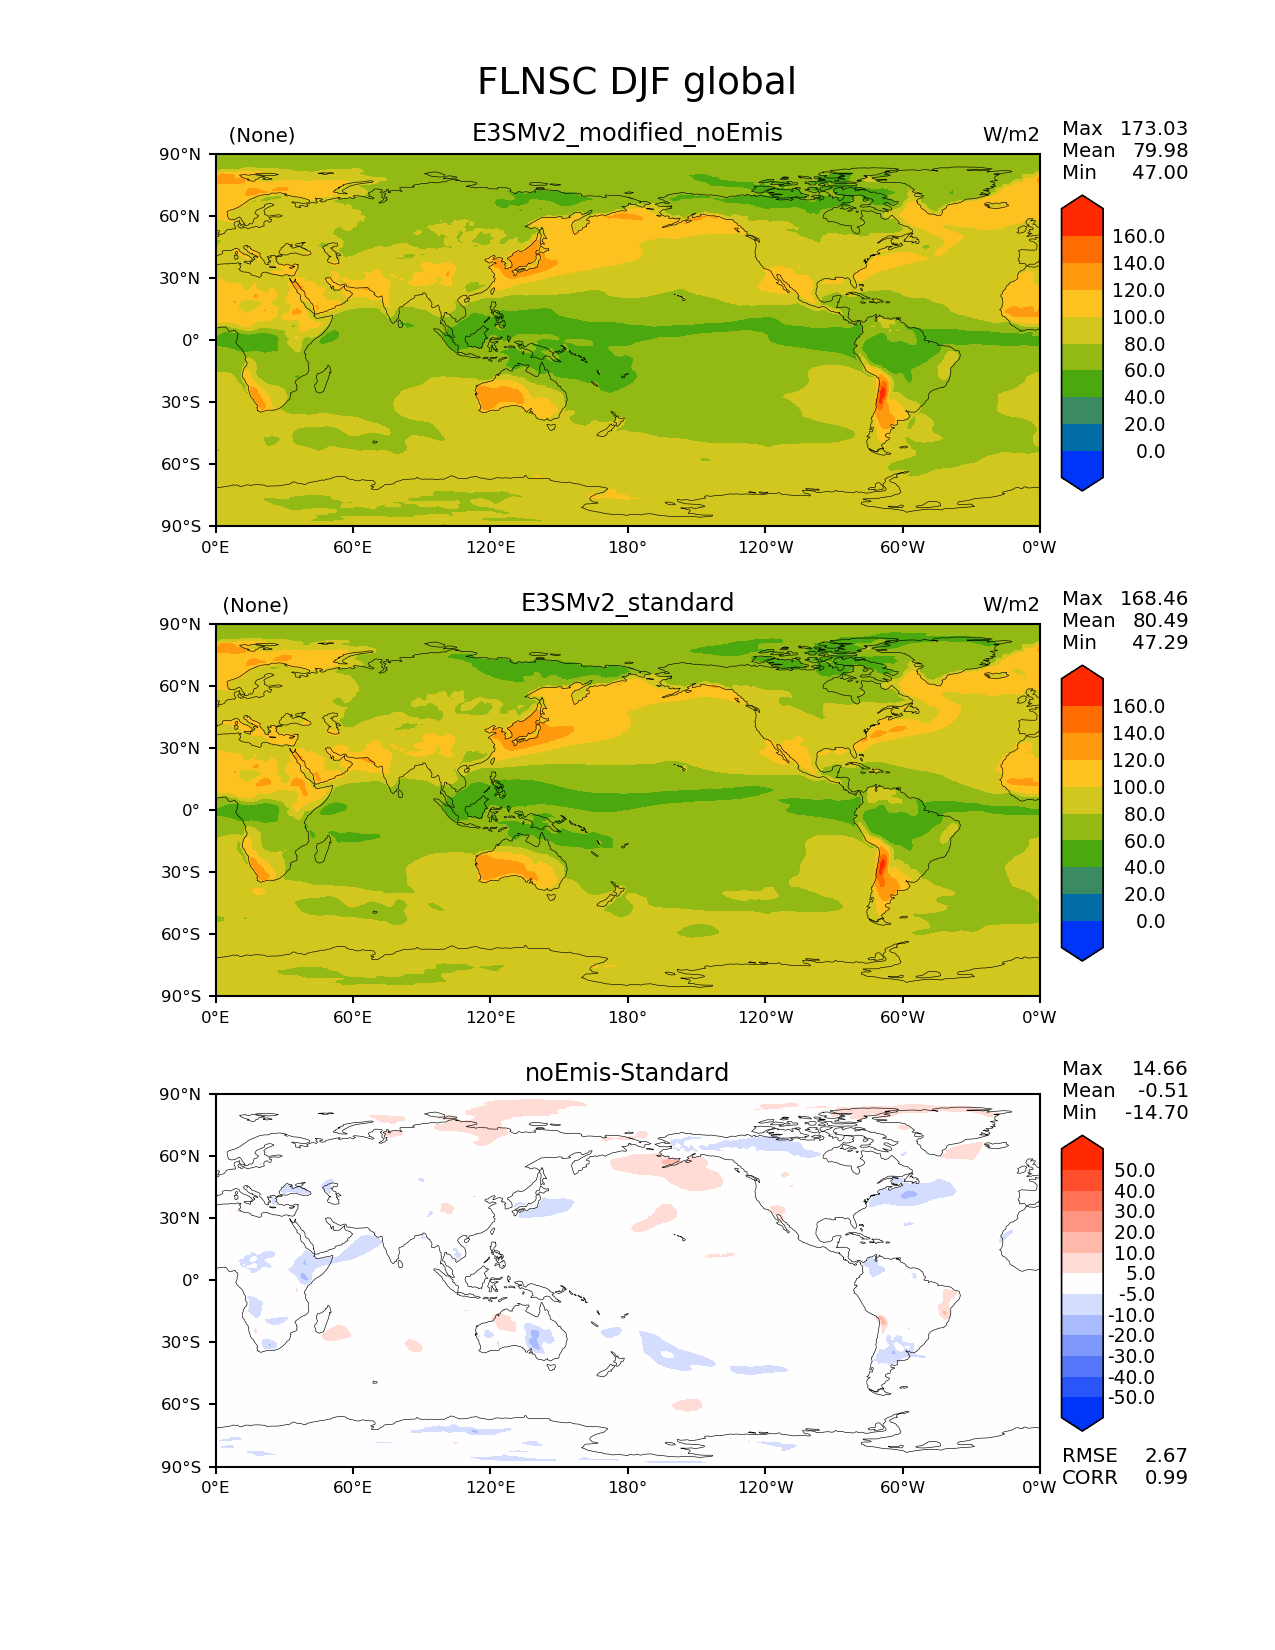 FLNSC DJF global
(None) E3SMv2_modified_noEmis W/m2
Max 173.03
Mean 79.98
Min 47.00
90°N
60°N
30°N
0°
30°S
60°S
90°S
0°E 60°E 120°E 180° 120°W 60°W 0°W
160.0
140.0
120.0
100.0
80.0
60.0
40.0
20.0
0.0
(None) E3SMv2_standard W/m2
Max 168.46
Mean 80.49
Min 47.29
90°N
60°N
30°N
0°
30°S
60°S
90°S
0°E 60°E 120°E 180° 120°W 60°W 0°W
160.0
140.0
120.0
100.0
80.0
60.0
40.0
20.0
0.0
noEmis-Standard
Max 14.66
Mean -0.51
Min -14.70
90°N
60°N
30°N
0°
30°S
60°S
90°S
0°E 60°E 120°E 180° 120°W 60°W 0°W
50.0
40.0
30.0
20.0
10.0
5.0
-5.0
-10.0
-20.0
-30.0
-40.0
-50.0
RMSE 2.67
CORR 0.99